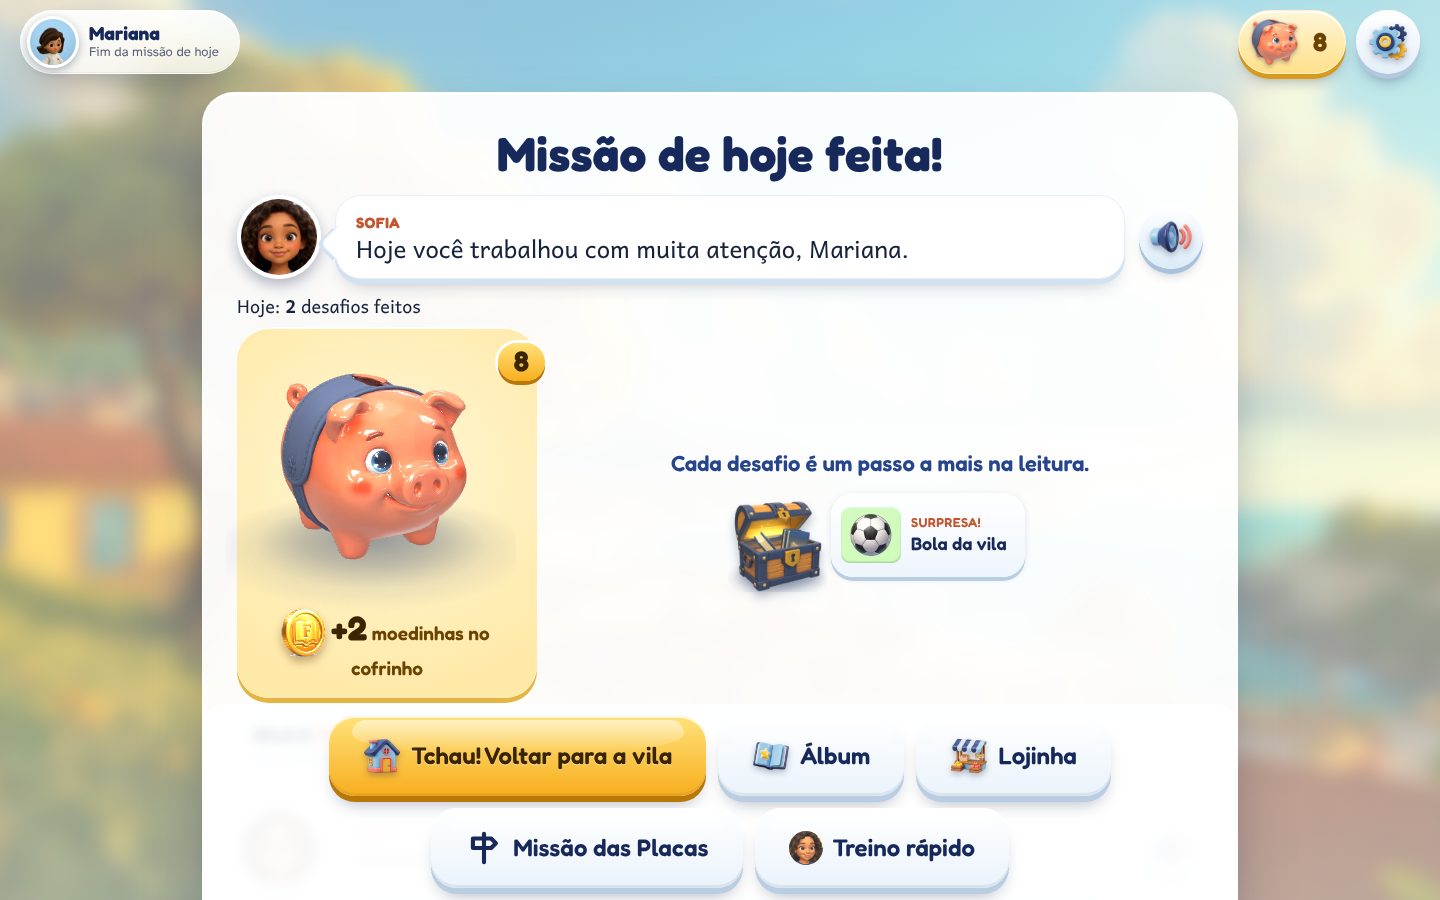 Mariana
Fim da missão de hoje
8
Missão de hoje feita!
SOFIA
Hoje você trabalhou com muita atenção, Mariana.
Hoje: 2 desafios feitos
8
Cada desafio é um passo a mais na leitura.
SURPRESA!
Bola da vila
F
+2 moedinhas no
cofrinho
Tchau! Voltar para a vila
Álbum
Lojinha
Missão das Placas
Treino rápido